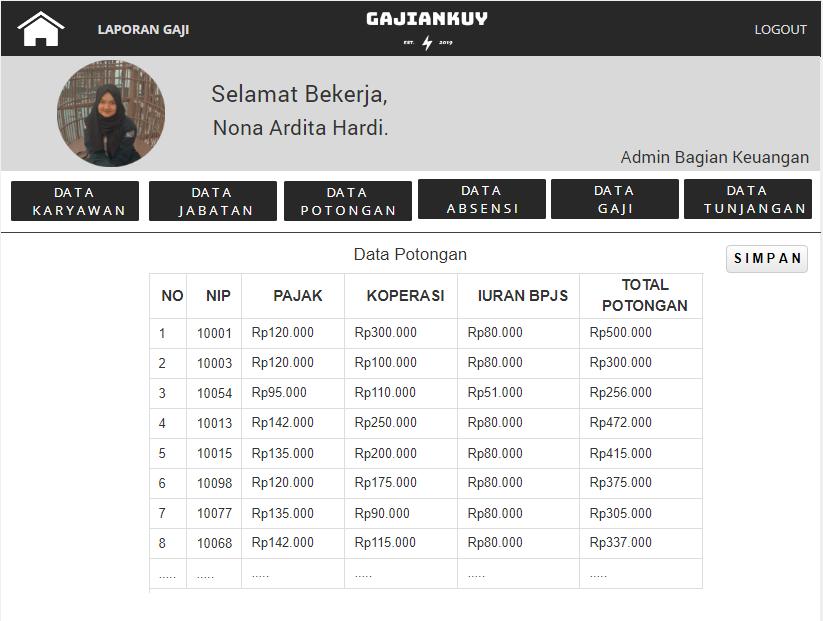 LAPORAN GAJI
GAJIANKUY
EST. 2019
LOGOUT
Selamat Bekerja,
Nona Ardita Hardi.
Admin Bagian Keuangan
DATA KARYAWAN
DATA JABATAN
DATA POTONGAN
DATA ABSENSI
DATA GAJI
DATA TUNJANGAN
Data Potongan
SIMPAN
NO NIP PAJAK KOPERASI IURAN BPJS TOTAL POTONGAN
1 10001 Rp120.000 Rp300.000 Rp80.000 Rp500.000
2 10003 Rp120.000 Rp100.000 Rp80.000 Rp300.000
3 10054 Rp95.000 Rp110.000 Rp51.000 Rp256.000
4 10013 Rp142.000 Rp250.000 Rp80.000 Rp472.000
5 10015 Rp135.000 Rp200.000 Rp80.000 Rp415.000
6 10098 Rp120.000 Rp175.000 Rp80.000 Rp375.000
7 10077 Rp135.000 Rp90.000 Rp80.000 Rp305.000
8 10068 Rp142.000 Rp115.000 Rp80.000 Rp337.000
..... ..... ..... ..... ..... .....